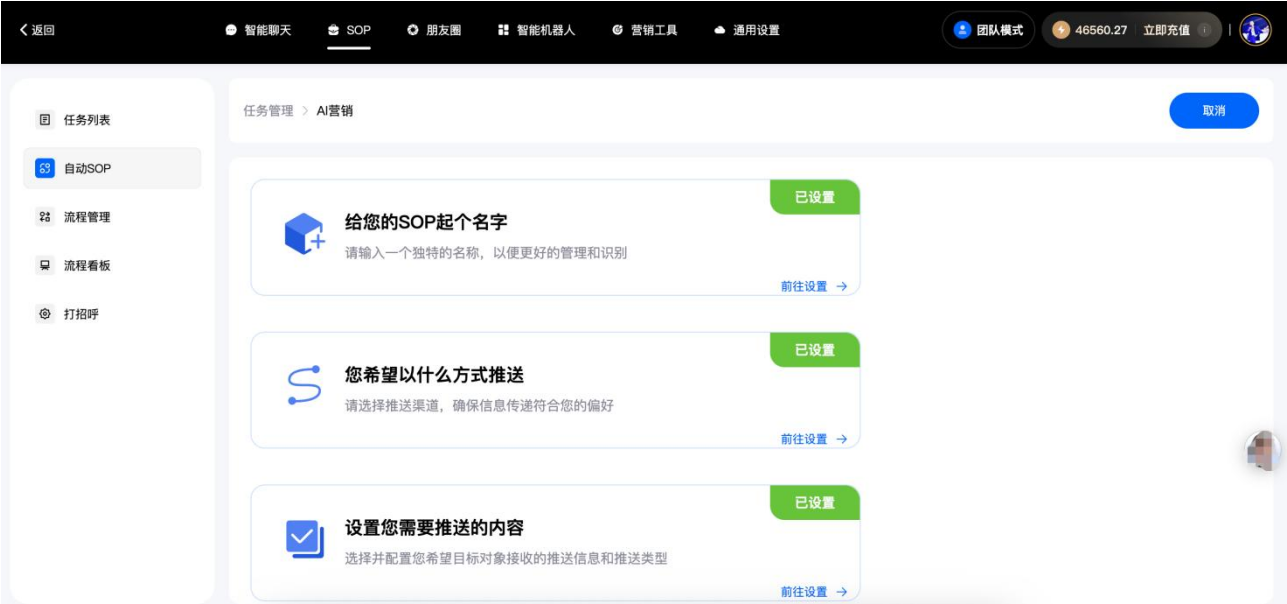 返回 智能聊天 SOP 朋友圈 智能机器人 营销工具 通用设置 团队模式 46560.27 立即充值
任务列表
自动SOP
流程管理
流程看板
打招呼
任务管理 > AI营销 取消
已设置
给您的SOP起个名字
请输入一个独特的名称，以便更好的管理和识别
前往设置 →
已设置
您希望以什么方式推送
请选择推送渠道，确保信息传递符合您的偏好
前往设置 →
已设置
设置您需要推送的内容
选择并配置您希望目标对象接收的推送信息和推送类型
前往设置 →